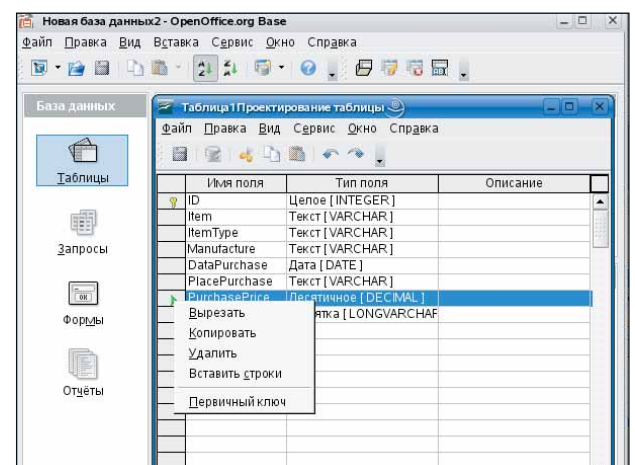 Новая база данных2 - OpenOffice.org Base
Файл Правка Вид Вставка Сервис Окно Справка
База данных
Таблицы
Запросы
Формы
Отчёты
Таблица1Проектирование таблицы
Файл Правка Вид Сервис Окно Справка
Имя поля Тип поля Описание
ID Целое [ INTEGER ]
Item Текст [ VARCHAR ]
ItemType Текст [ VARCHAR ]
Manufacture Текст [ VARCHAR ]
DataPurchase Дата [ DATE ]
PlacePurchase Текст [ VARCHAR ]
PurchasePrice Десятичное [ DECIMAL ]
[ LONGVARCHAR
Вырезать
Копировать
Удалить
Вставить строки
Первичный ключ